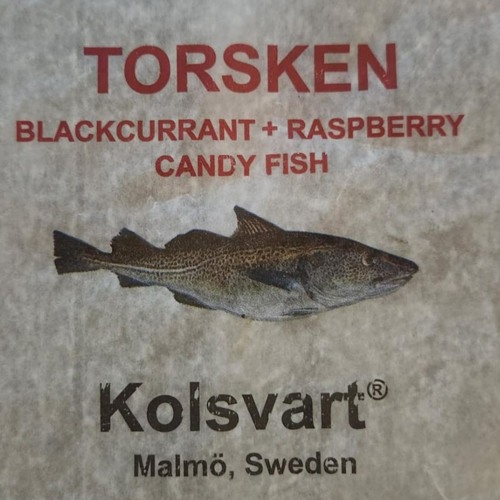 TORSKEN
BLACKCURRANT + RASPBERRY
CANDY FISH
Kolsvart®
Malmö, Sweden